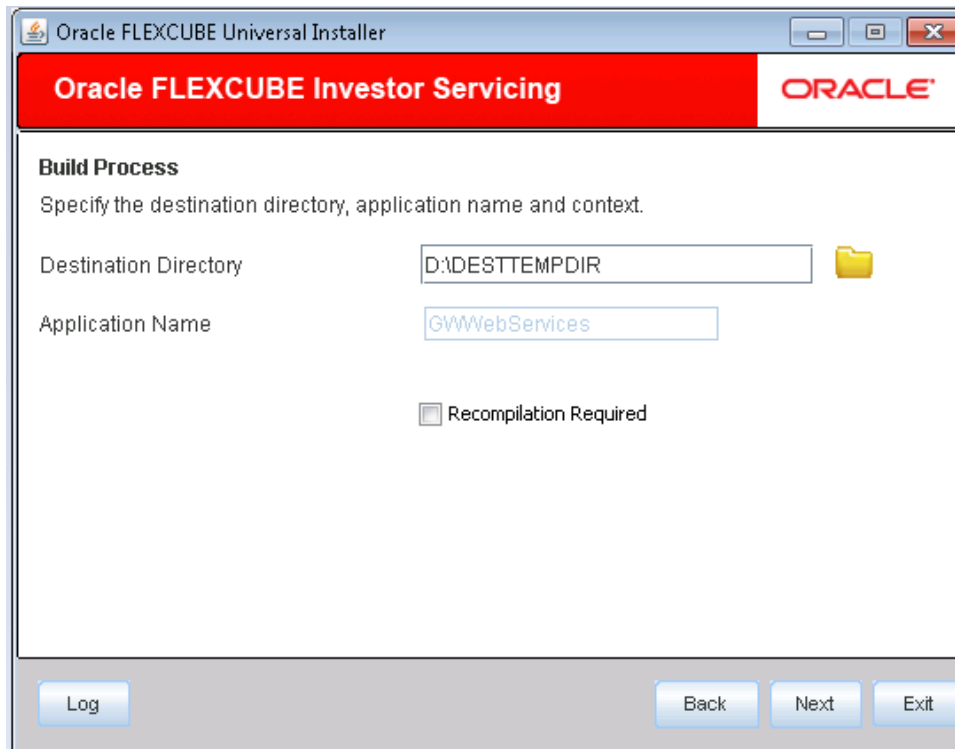 Oracle FLEXCUBE Universal Installer
Oracle FLEXCUBE Investor Servicing
ORACLE
Build Process
Specify the destination directory, application name and context.
Destination Directory
D:\DESTTEMPDIR
Application Name
GWWebServices
Recompilation Required
Log
Back
Next
Exit